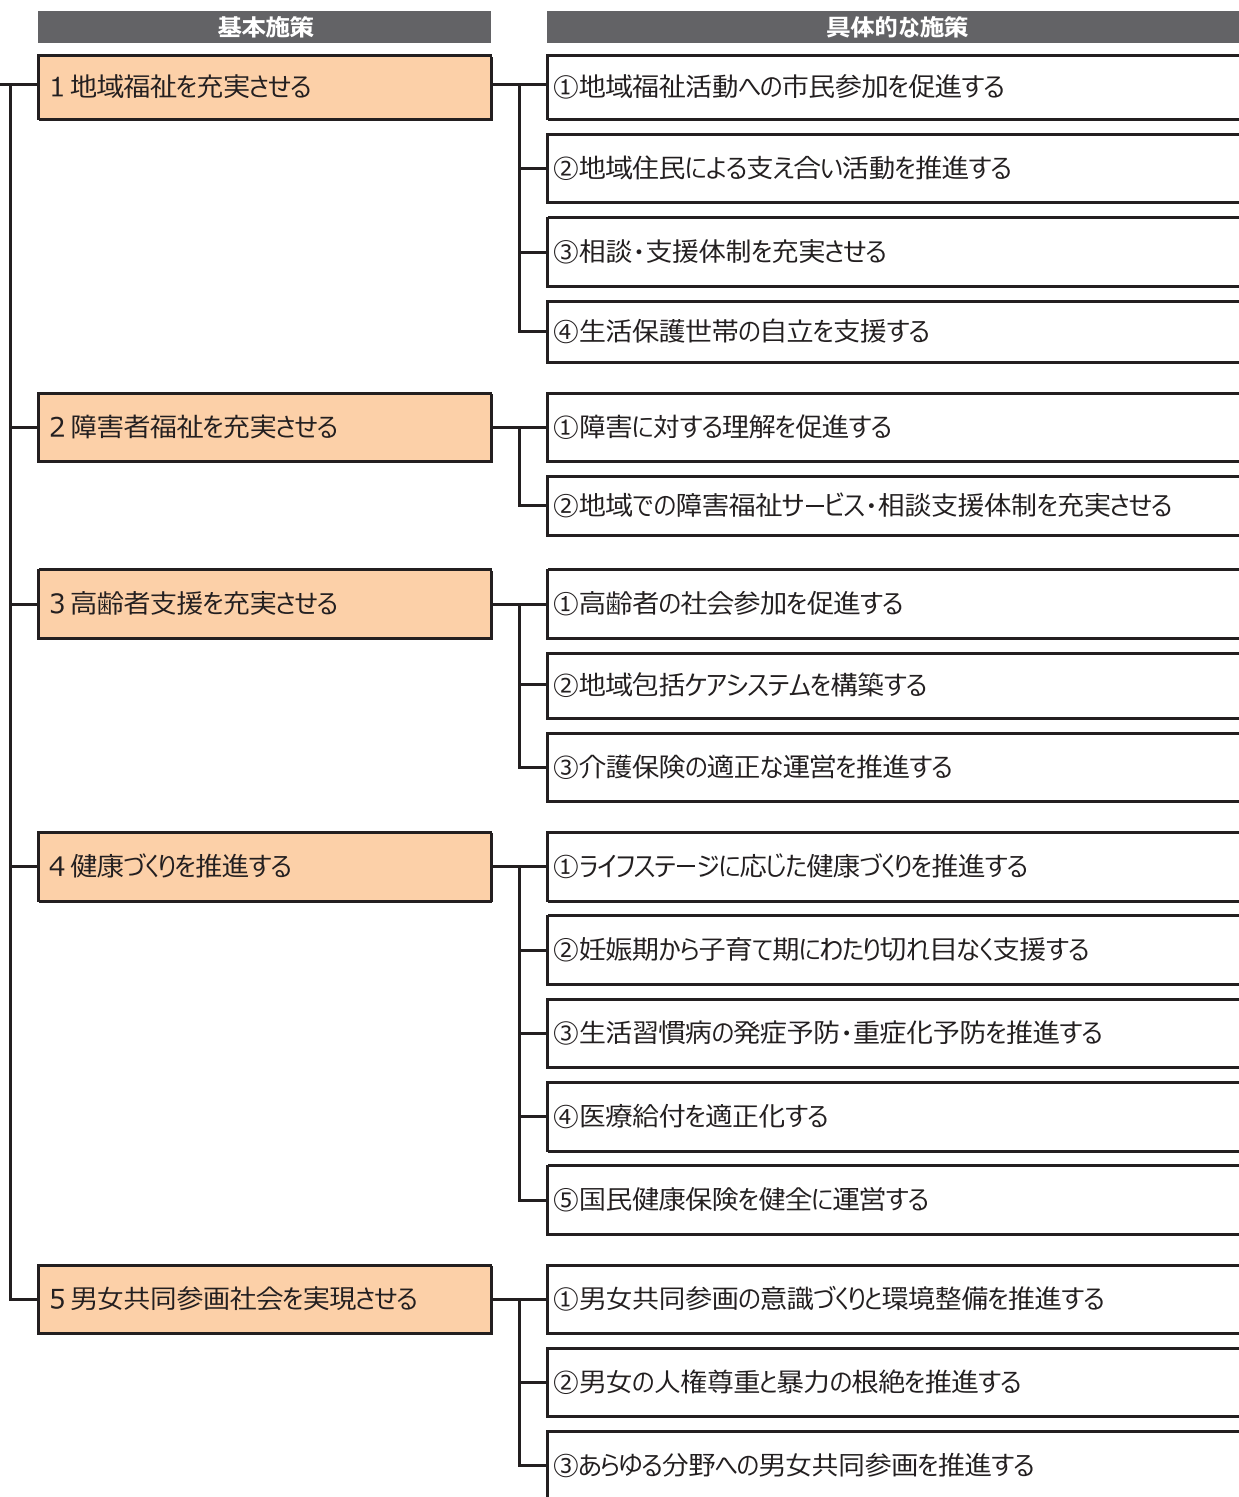 基本施策
具体的な施策
1 地域福祉を充実させる
①地域福祉活動への市民参加を促進する
②地域住民による支え合い活動を推進する
③相談・支援体制を充実させる
④生活保護世帯の自立を支援する
2 障害者福祉を充実させる
①障害に対する理解を促進する
②地域での障害福祉サービス・相談支援体制を充実させる
3 高齢者支援を充実させる
①高齢者の社会参加を促進する
②地域包括ケアシステムを構築する
③介護保険の適正な運営を推進する
4 健康づくりを推進する
①ライフステージに応じた健康づくりを推進する
②妊娠期から子育て期にわたり切れ目なく支援する
③生活習慣病の発症予防・重症化予防を推進する
④医療給付を適正化する
⑤国民健康保険を健全に運営する
5 男女共同参画社会を実現させる
①男女共同参画の意識づくりと環境整備を推進する
②男女の人権尊重と暴力の根絶を推進する
③あらゆる分野への男女共同参画を推進する